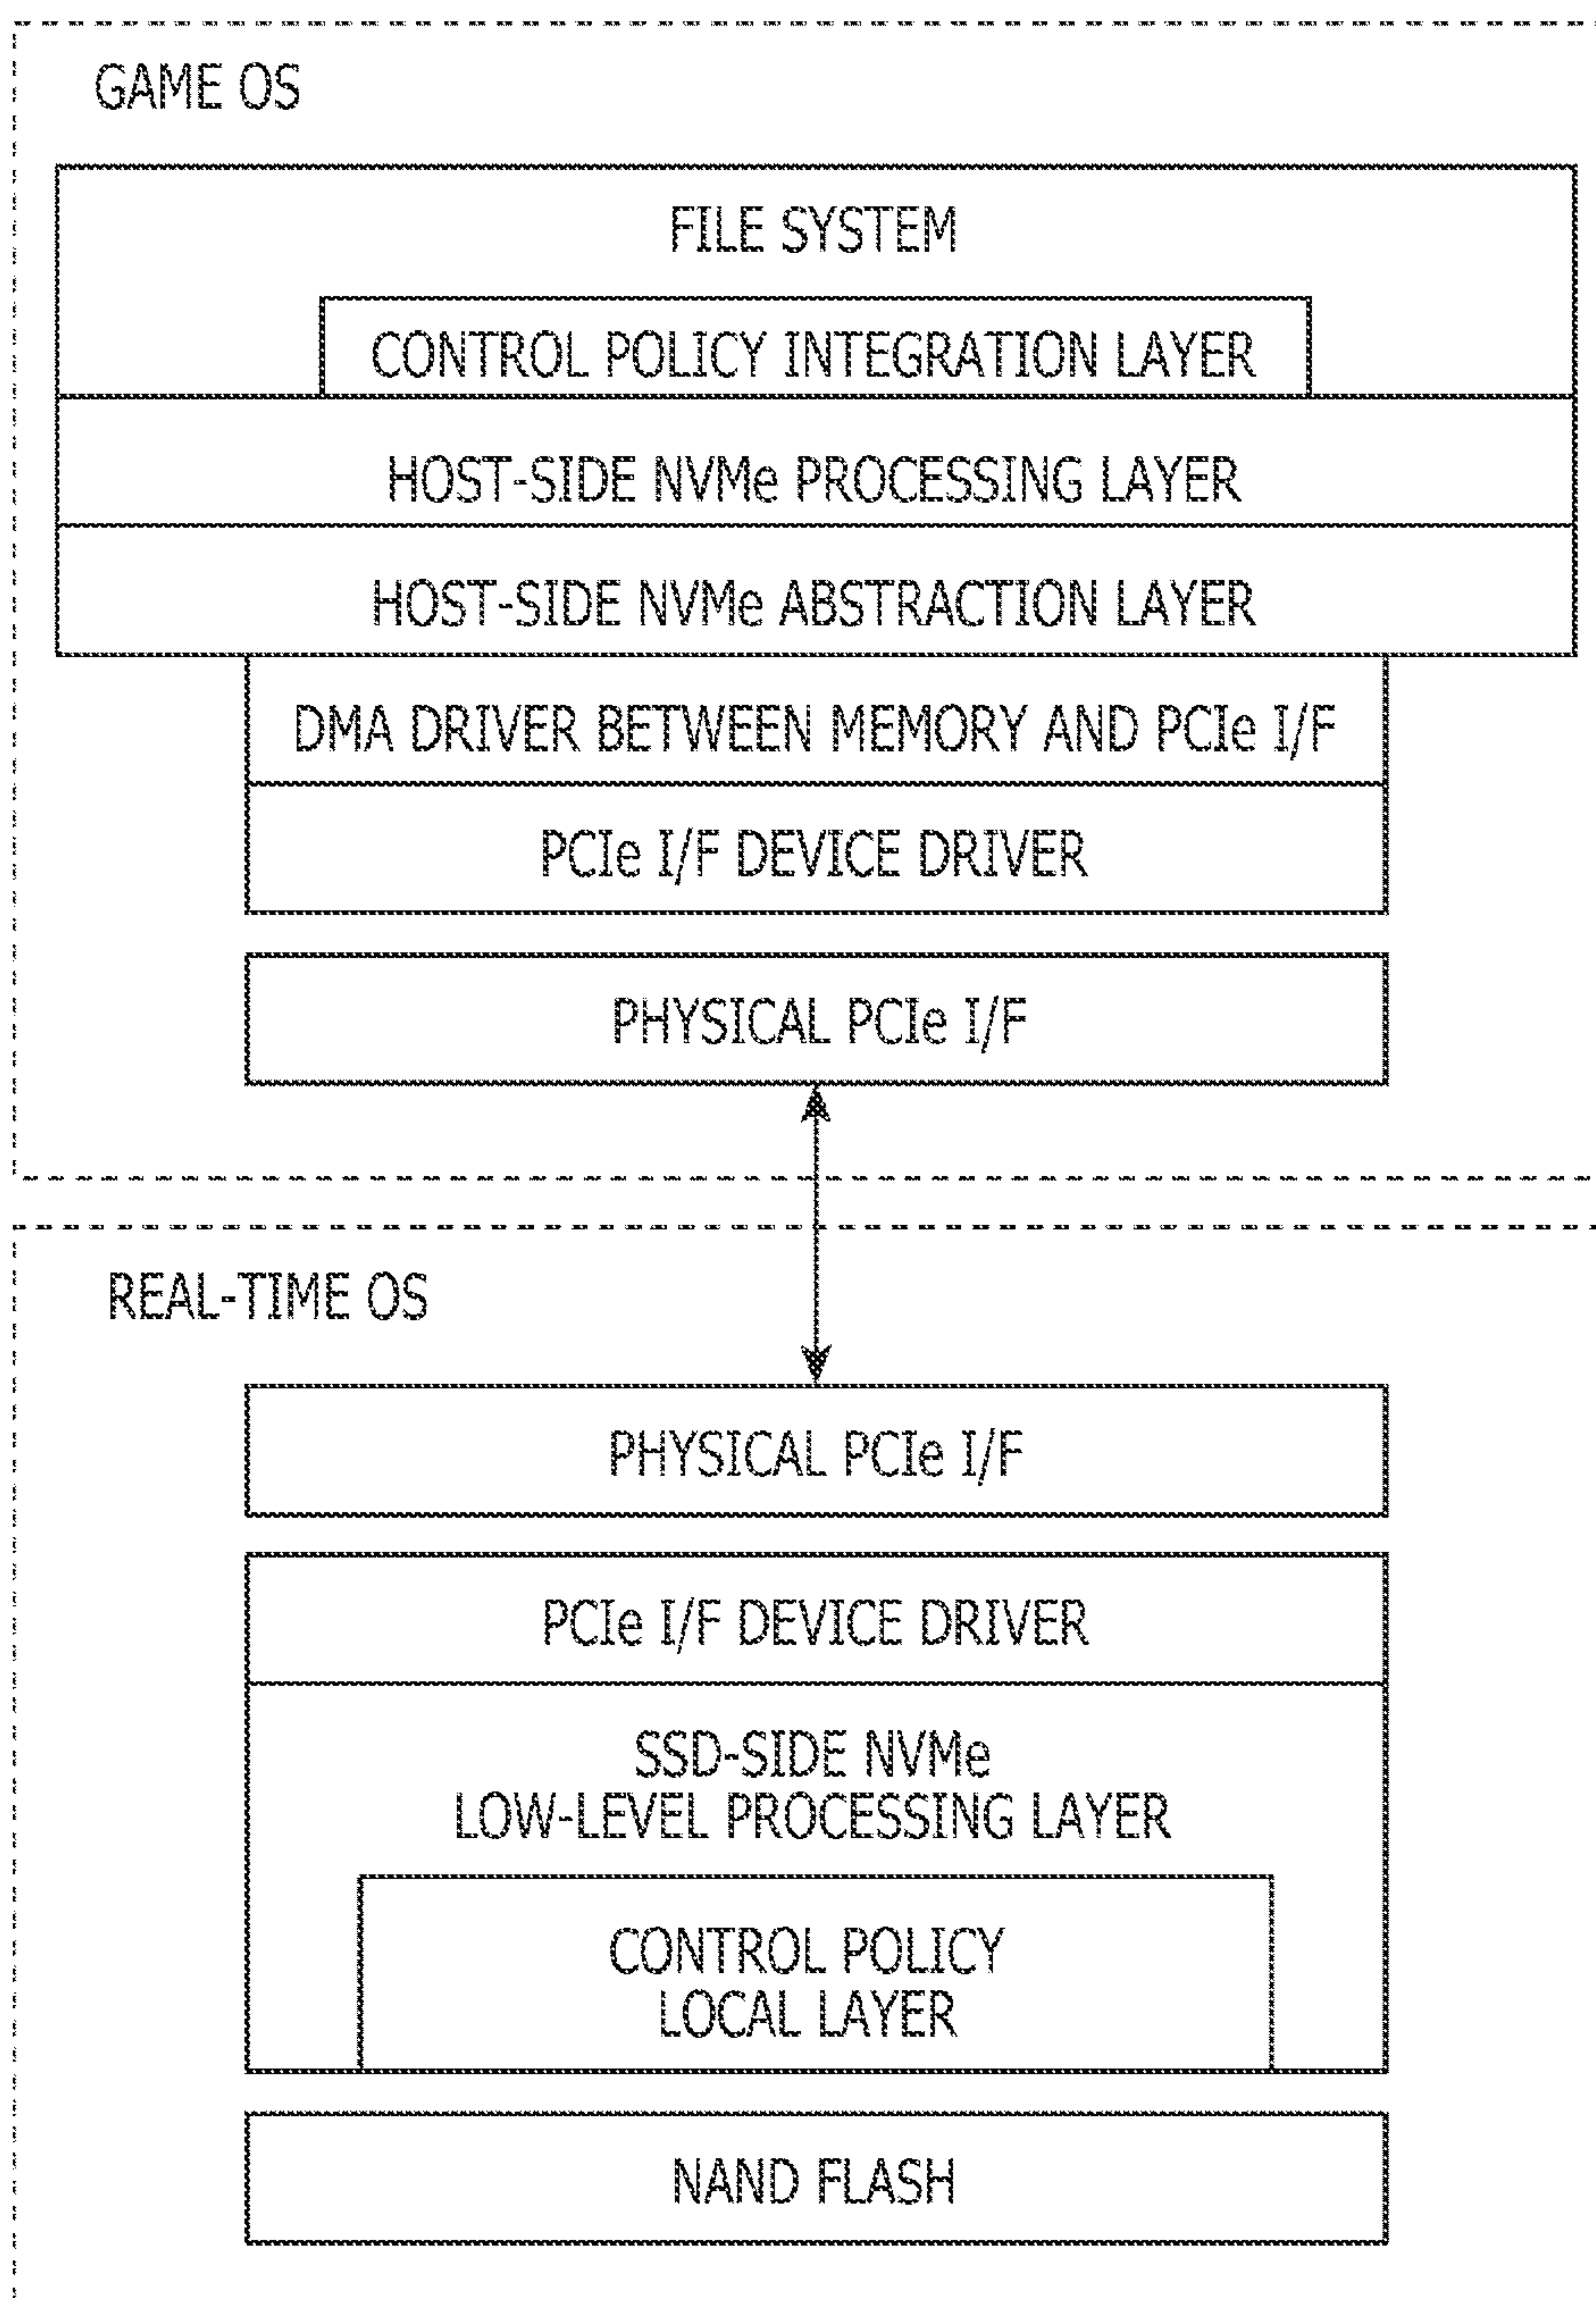 GAME OS
FILE SYSTEM
CONTROL POLICY INTEGRATION LAYER
HOST-SIDE NVMe PROCESSING LAYER
HOST-SIDE NVMe ABSTRACTION LAYER
DMA DRIVER BETWEEN MEMORY AND PCIe I/F
PCIe I/F DEVICE DRIVER
PHYSICAL PCIe I/F
REAL-TIME OS
PHYSICAL PCIe I/F
PCIe I/F DEVICE DRIVER
SSD-SIDE NVMe
LOW-LEVEL PROCESSING LAYER
CONTROL POLICY
LOCAL LAYER
NAND FLASH